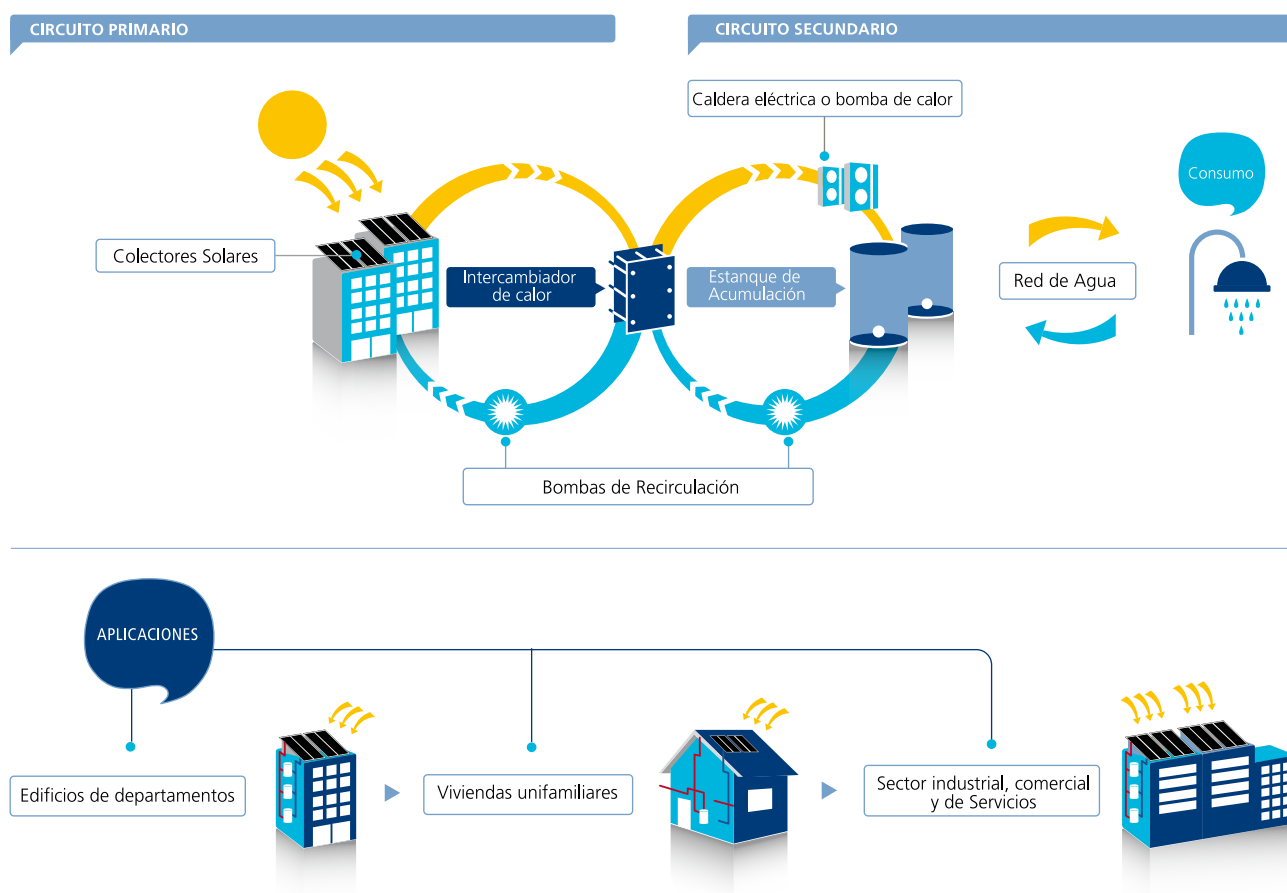 CIRCUITO PRIMARIO
CIRCUITO SECUNDARIO
Caldera eléctrica o bomba de calor
Consumo
Colectores Solares
Intercambiador
de calor
Estanque de
Acumulación
Red de Agua
Bombas de Recirculación
APLICACIONES
Edificios de departamentos
Viviendas unifamiliares
Sector industrial, comercial
y de Servicios